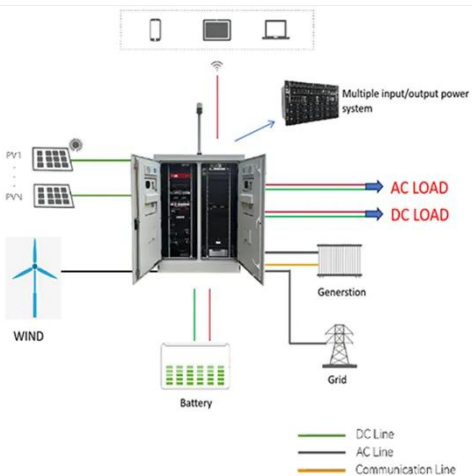 Multiple input/output power
system
PV1
PVN
AC LOAD
DC LOAD
WIND
Generstion
Grid
Battery
DC Line
AC Line
Communication Line